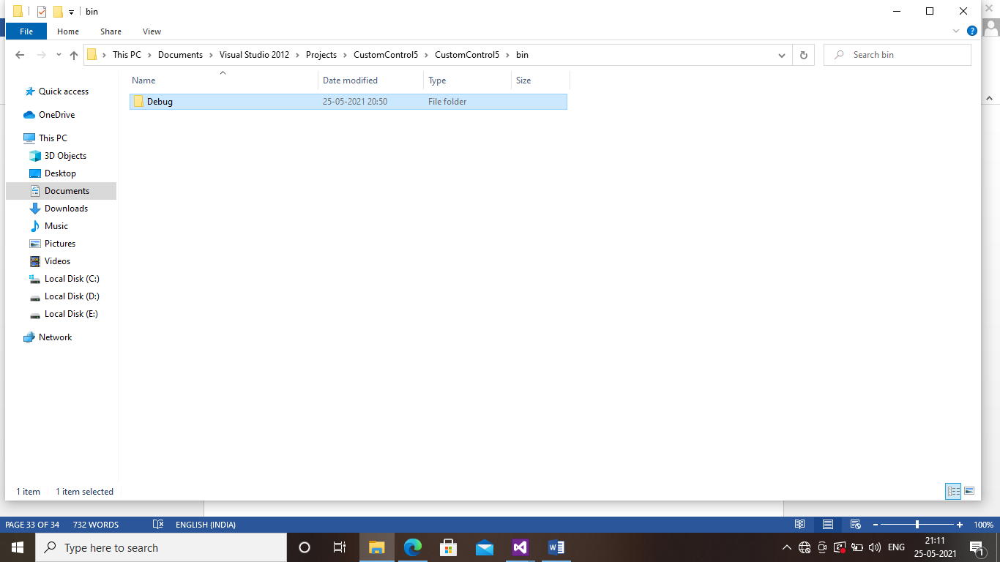 bin
File Home Share View
This PC Documents Visual Studio 2012 Projects CustomControl5 CustomControl5 bin
Search bin
Name Date modified Type Size
Debug 25-05-2021 20:50 File folder
Quick access
OneDrive
This PC
3D Objects
Desktop
Documents
Downloads
Music
Pictures
Videos
Local Disk (C:)
Local Disk (D:)
Local Disk (E:)
Network
1 item 1 item selected
PAGE 33 OF 34 732 WORDS ENGLISH (INDIA) 100%
Type here to search
ENG 21:11
25-05-2021 1